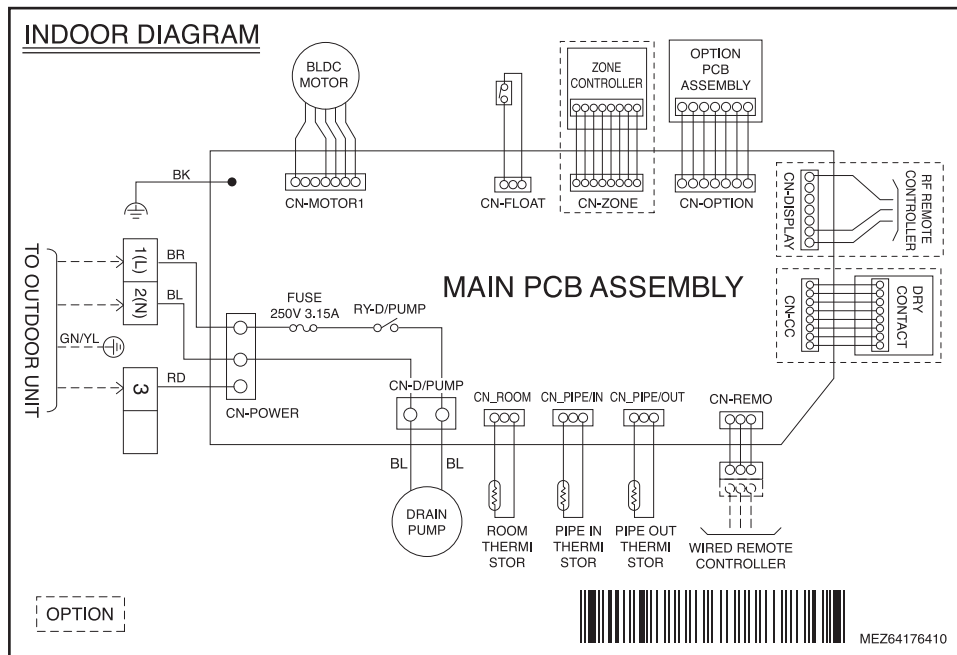 INDOOR DIAGRAM
BLDC
MOTOR
ZONE
CONTROLLER
OPTION
PCB
ASSEMBLY
CN-MOTOR1
CN-FLOAT
CN-ZONE
CN-OPTION
CN-DISPLAY
RF REMOTE
CONTROLLER
BK
TO OUTDOOR UNIT
1(L)
BR
2(N)
BL
GN/YL
3
RD
CN-POWER
FUSE
250V 3.15A
RY-D/PUMP
MAIN PCB ASSEMBLY
CN-CC
DRY
CONTACT
CN-D/PUMP
CN_ROOM
CN_PIPE/IN
CN_PIPE/OUT
CN-REMO
BL
BL
DRAIN
PUMP
ROOM
THERMI
STOR
PIPE IN
THERMI
STOR
PIPE OUT
THERMI
STOR
WIRED REMOTE
CONTROLLER
OPTION
MEZ64176410